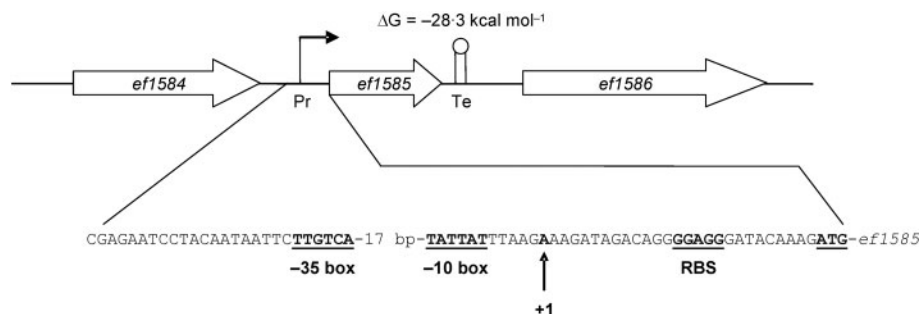 ΔG = –28·3 kcal mol⁻¹
ef1584
Pr
ef1585
Te
ef1586
CGAGAATCCTACAATAATTCTTGTCA-17 bp-TATTATTTAAGAAAGATAGACAGGGGAGGGATACAAAGATG-ef1585
–35 box
–10 box
RBS
+1